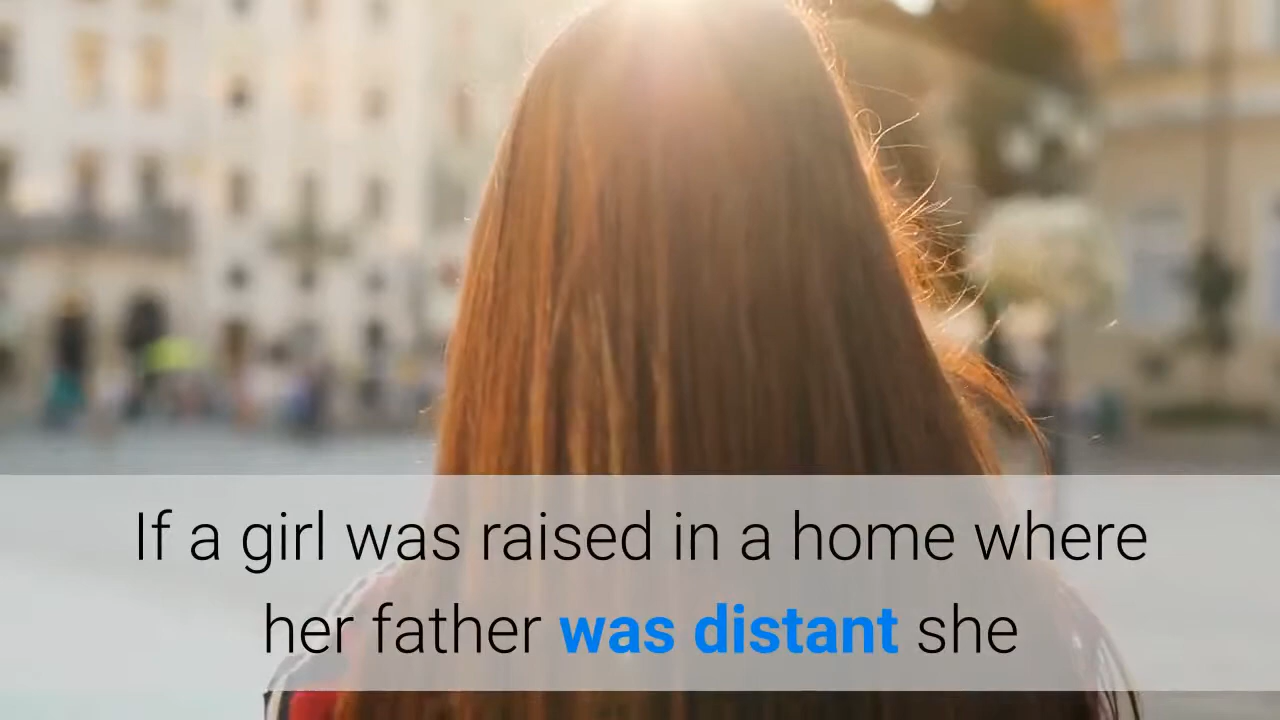 If a girl was raised in a home where
her father was distant she